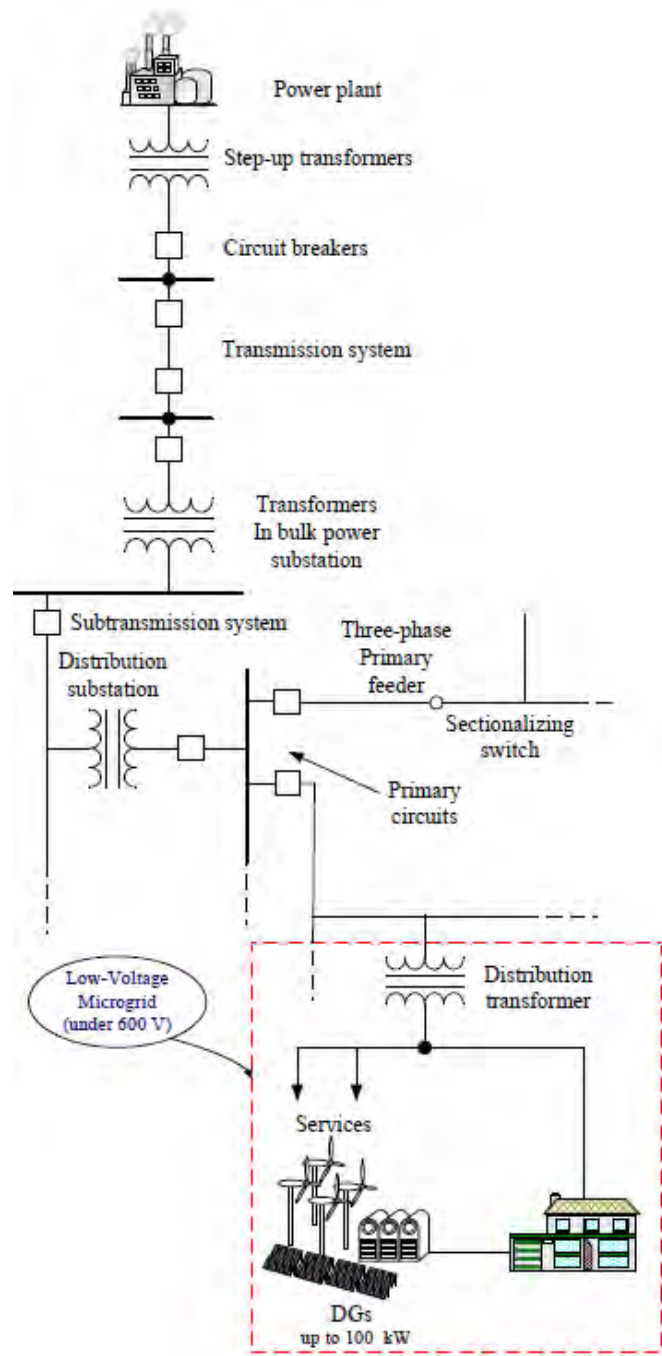 Power plant
Step-up transformers
Circuit breakers
Transmission system
Transformers
In bulk power
substation
Subtransmission system
Three-phase
Primary
feeder
Distribution
substation
Sectionalizing
switch
Primary
circuits
Low-Voltage
Microgrid
(under 600 V)
Distribution
transformer
Services
DGs
up to 100 kW